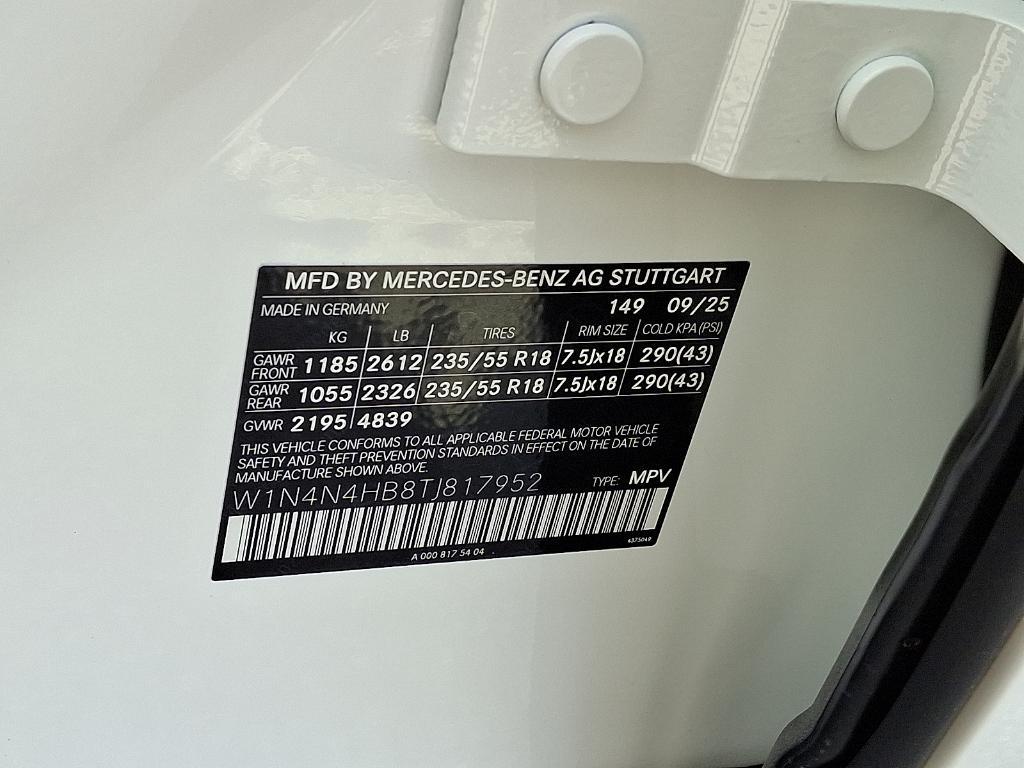 MFD BY MERCEDES-BENZ AG STUTTGART
MADE IN GERMANY 149 09/25
KG LB TIRES RIM SIZE COLD KPA (PSI)
GAWR FRONT 1185 2612 235/55 R18 7.5Jx18 290(43)
GAWR REAR 1055 2326 235/55 R18 7.5Jx18 290(43)
GVWR 2195 4839
THIS VEHICLE CONFORMS TO ALL APPLICABLE FEDERAL MOTOR VEHICLE
SAFETY AND THEFT PREVENTION STANDARDS IN EFFECT ON THE DATE OF
MANUFACTURE SHOWN ABOVE.
W1N4N4HB8TJ817952 TYPE: MPV
A 000 817 54 04 6375049